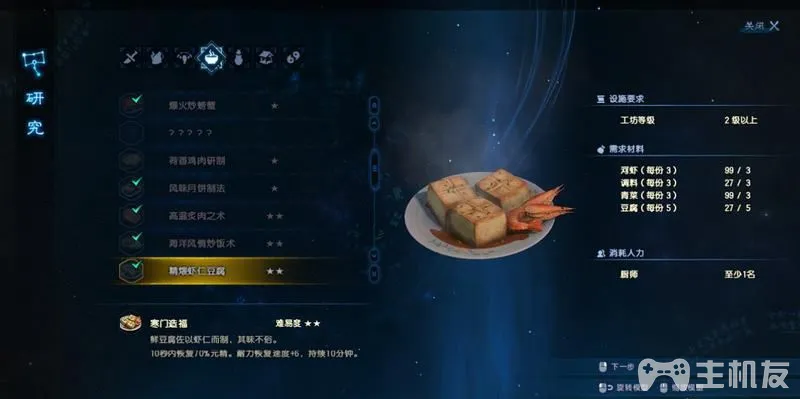 关闭
研
究
爆火炒螃蟹 ★
? ? ? ? ?
荷香鸡肉研制 ★
风味月饼制法 ★
高温炙肉之术 ★★
海洋风情炒饭术 ★★
精煨虾仁豆腐 ★★
寒门造福 难易度 ★★
鲜豆腐佐以虾仁而制，其味不俗。
10秒内恢复70%元精。耐力恢复速度+6，持续10分钟。
设施要求
工坊等级 2 级以上
需求材料
河虾（每份 3） 99 / 3
调料（每份 3） 27 / 3
青菜（每份 3） 99 / 3
豆腐（每份 5） 27 / 5
消耗人力
厨师 至少1名
下一步
旋转模型
主机友